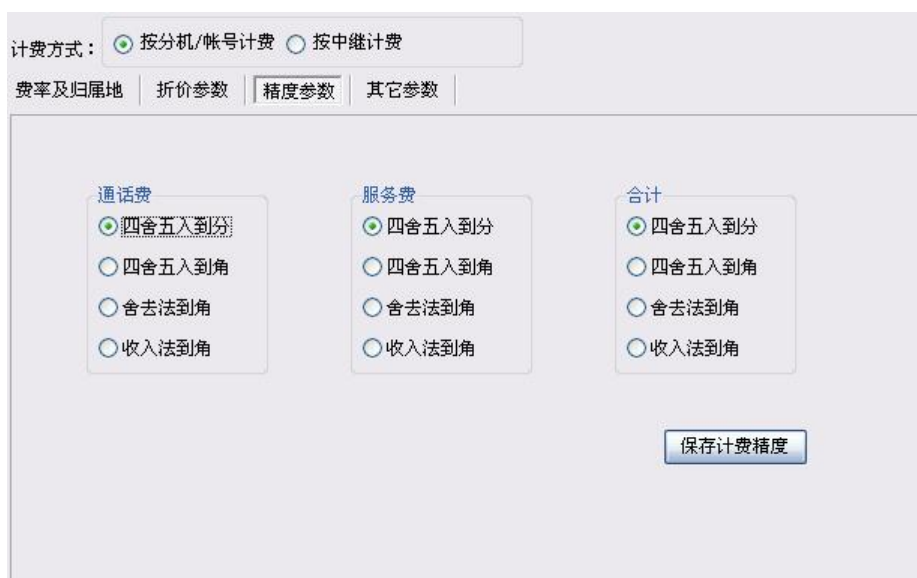 计费方式：按分机/帐号计费 按中继计费
费率及归属地 折价参数 精度参数 其它参数
通话费 服务费 合计
四舍五入到分 四舍五入到分 四舍五入到分
四舍五入到角 四舍五入到角 四舍五入到角
舍去法到角 舍去法到角 舍去法到角
收入法到角 收入法到角 收入法到角
保存计费精度